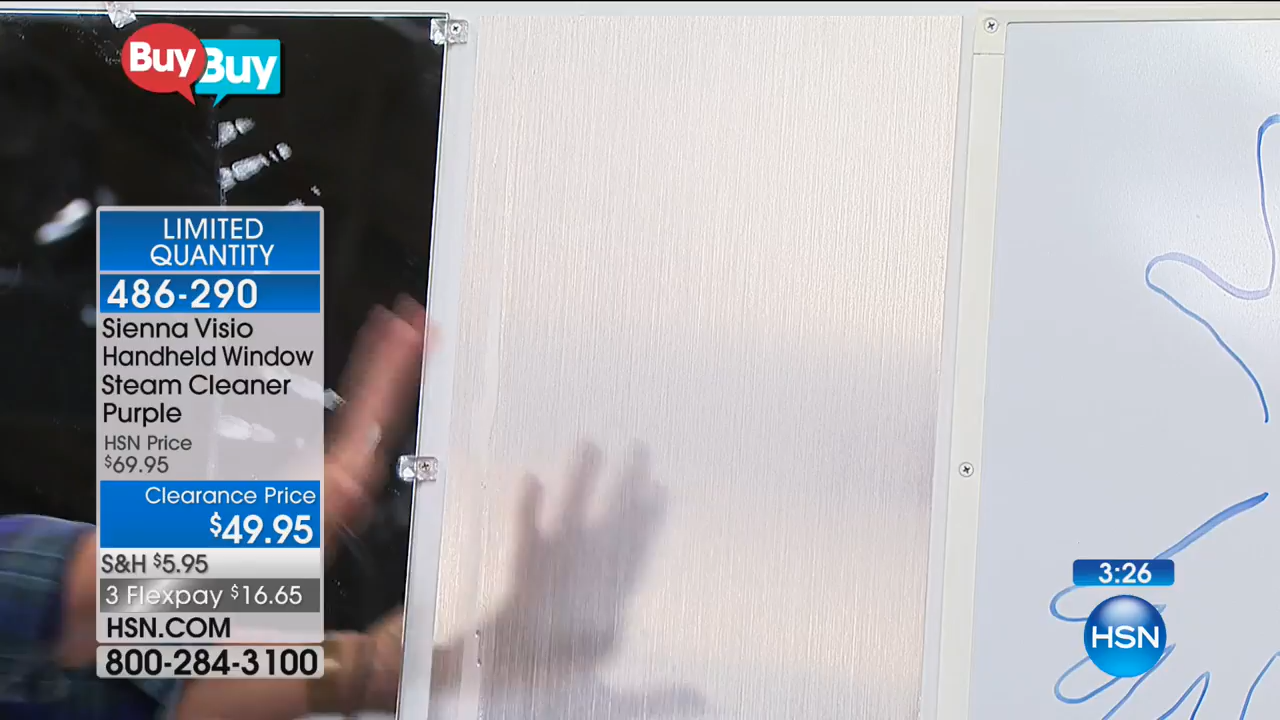 Buy
Buy
LIMITED
QUANTITY
486-290
Sienna Visio
Handheld Window
Steam Cleaner
Purple
HSN Price
$69.95
Clearance Price
$49.95
S&H $5.95
3 Flexpay $16.65
HSN.COM
800-284-3100
3:26
HSN